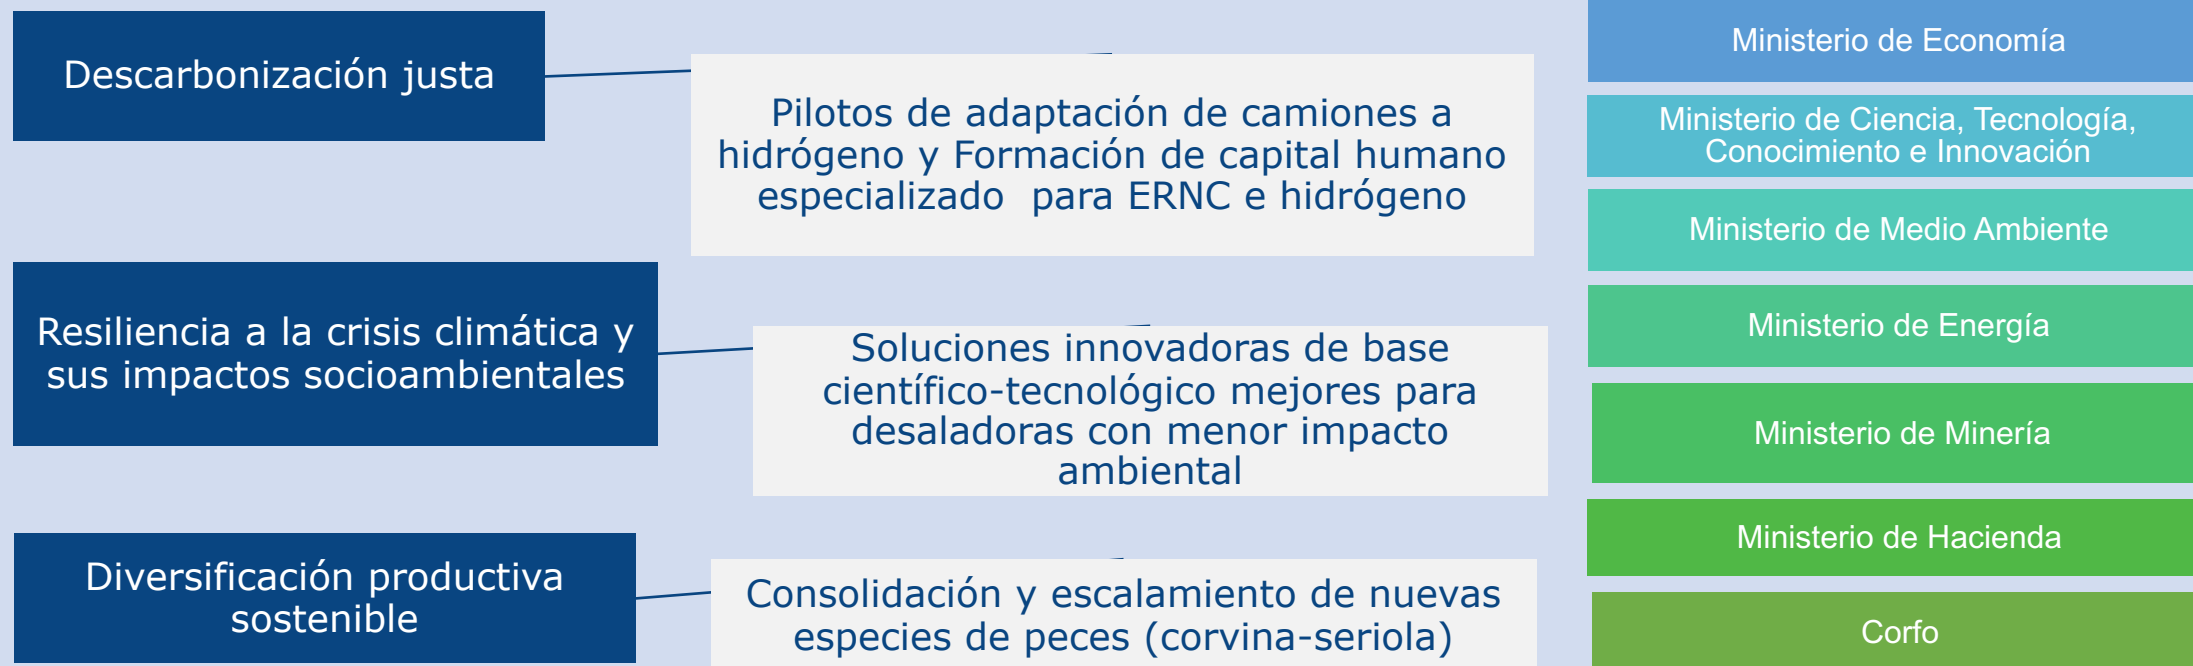 Descarbonización justa
Pilotos de adaptación de camiones a
hidrógeno y Formación de capital humano
especializado  para ERNC e hidrógeno
Resiliencia a la crisis climática y
sus impactos socioambientales
Soluciones innovadoras de base
científico-tecnológico mejores para
desaladoras con menor impacto
ambiental
Diversificación productiva
sostenible
Consolidación y escalamiento de nuevas
especies de peces (corvina-seriola)
Ministerio de Economía
Ministerio de Ciencia, Tecnología,
Conocimiento e Innovación
Ministerio de Medio Ambiente
Ministerio de Energía
Ministerio de Minería
Ministerio de Hacienda
Corfo